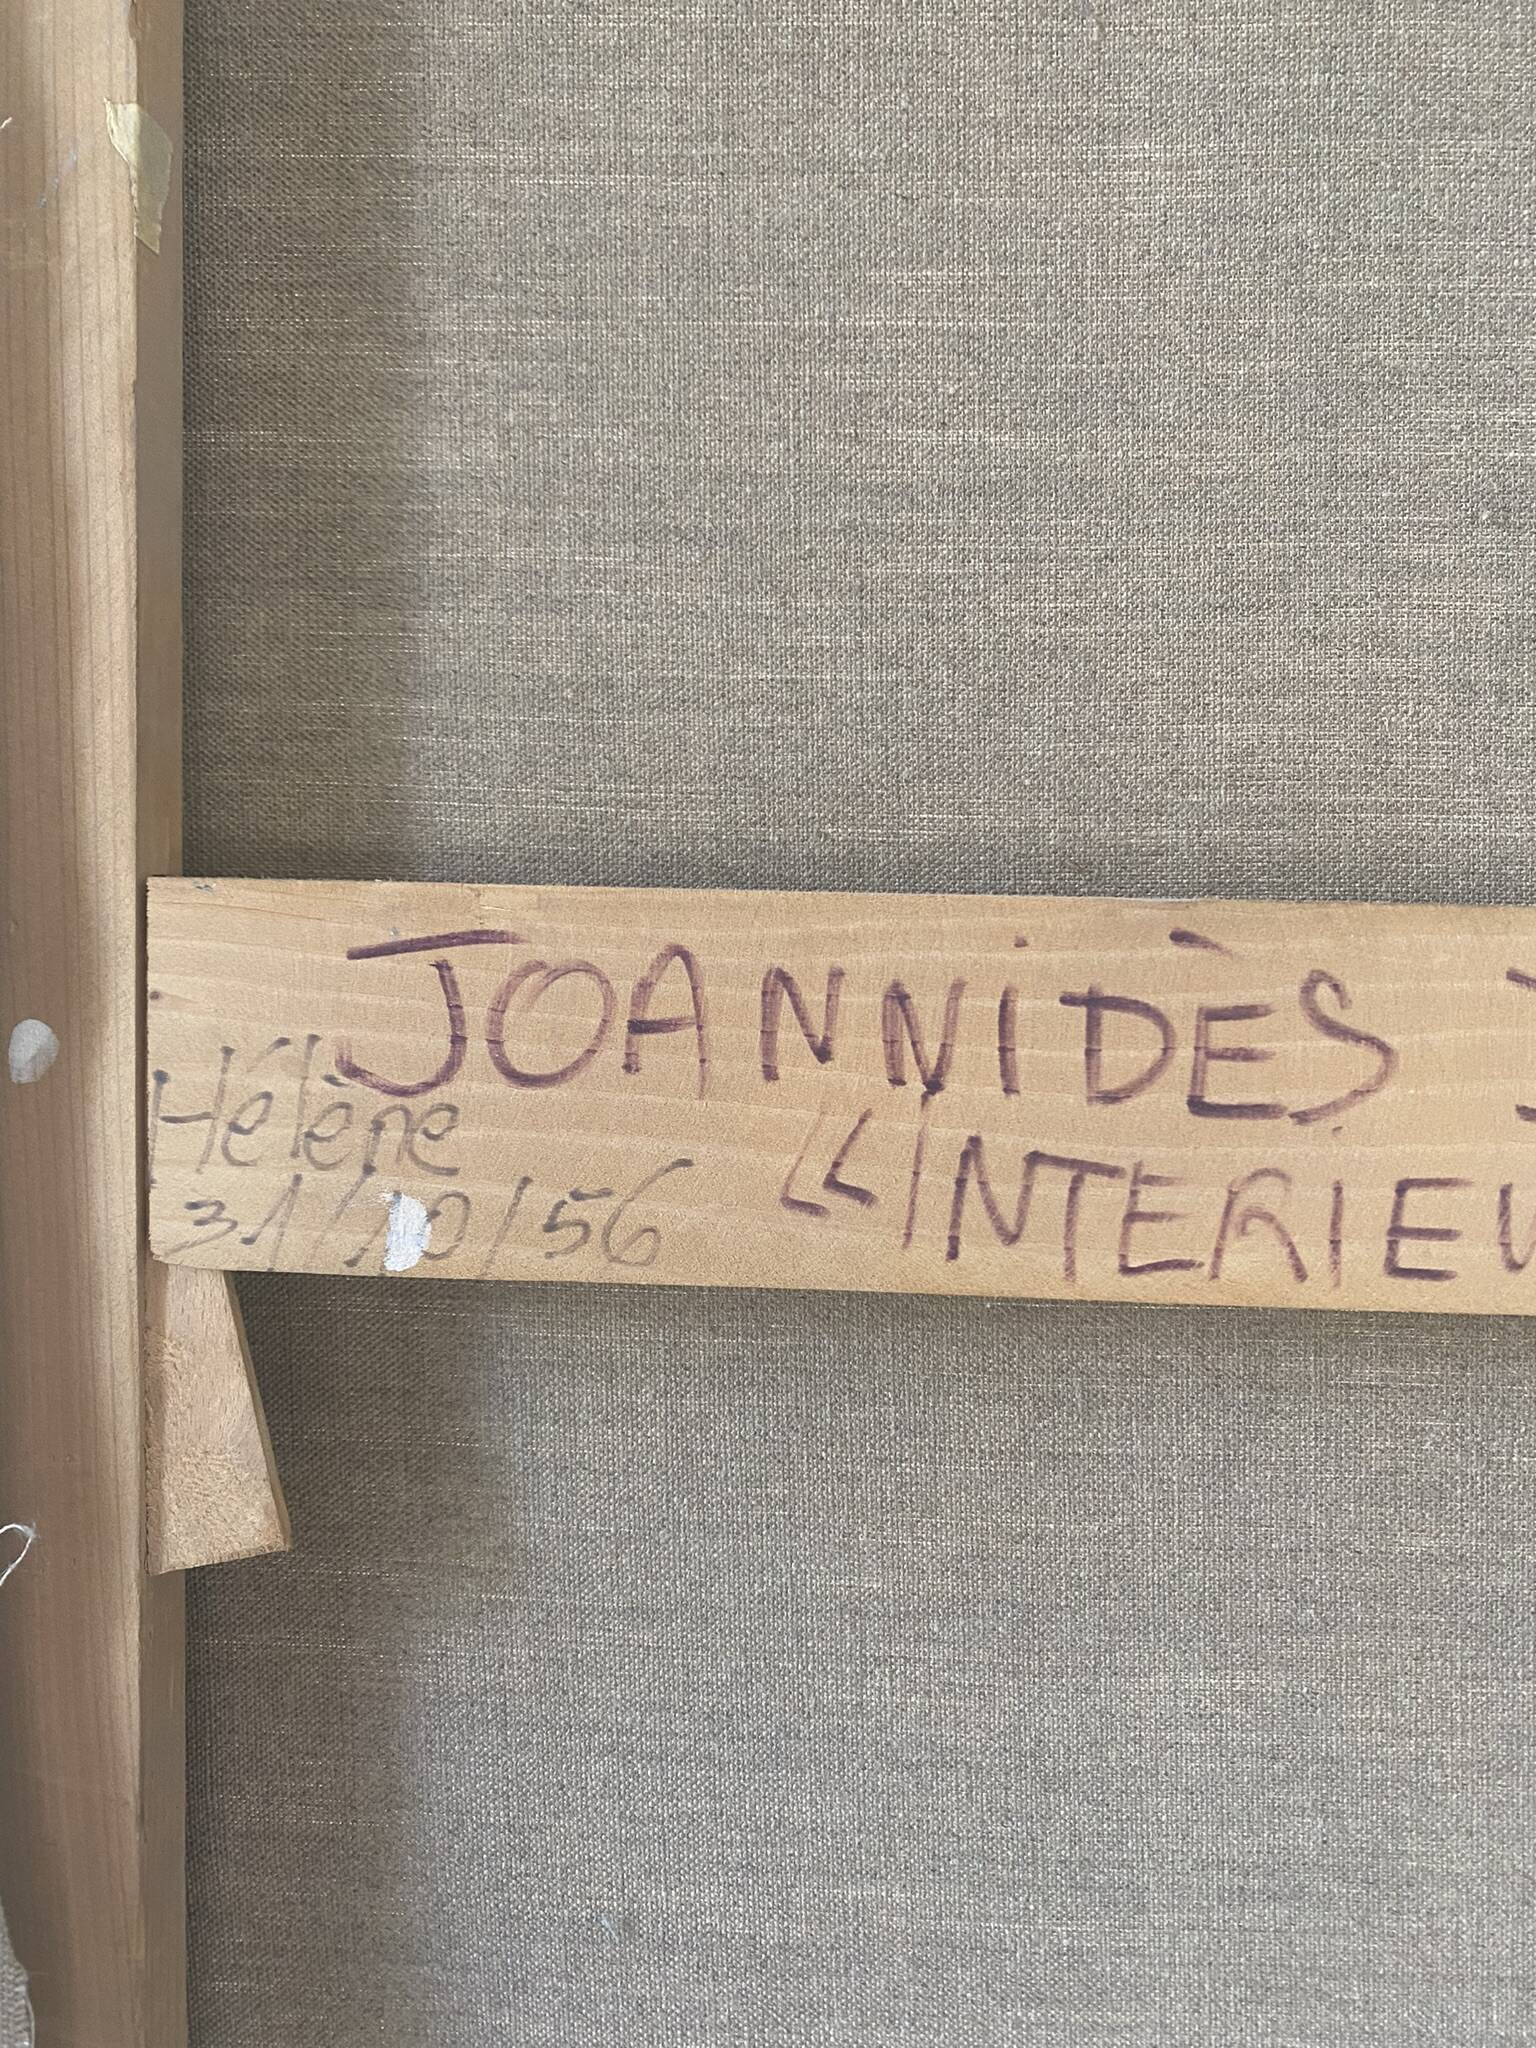 JOANNIDÈS
Hélène
31/10/56
"INTERIEU